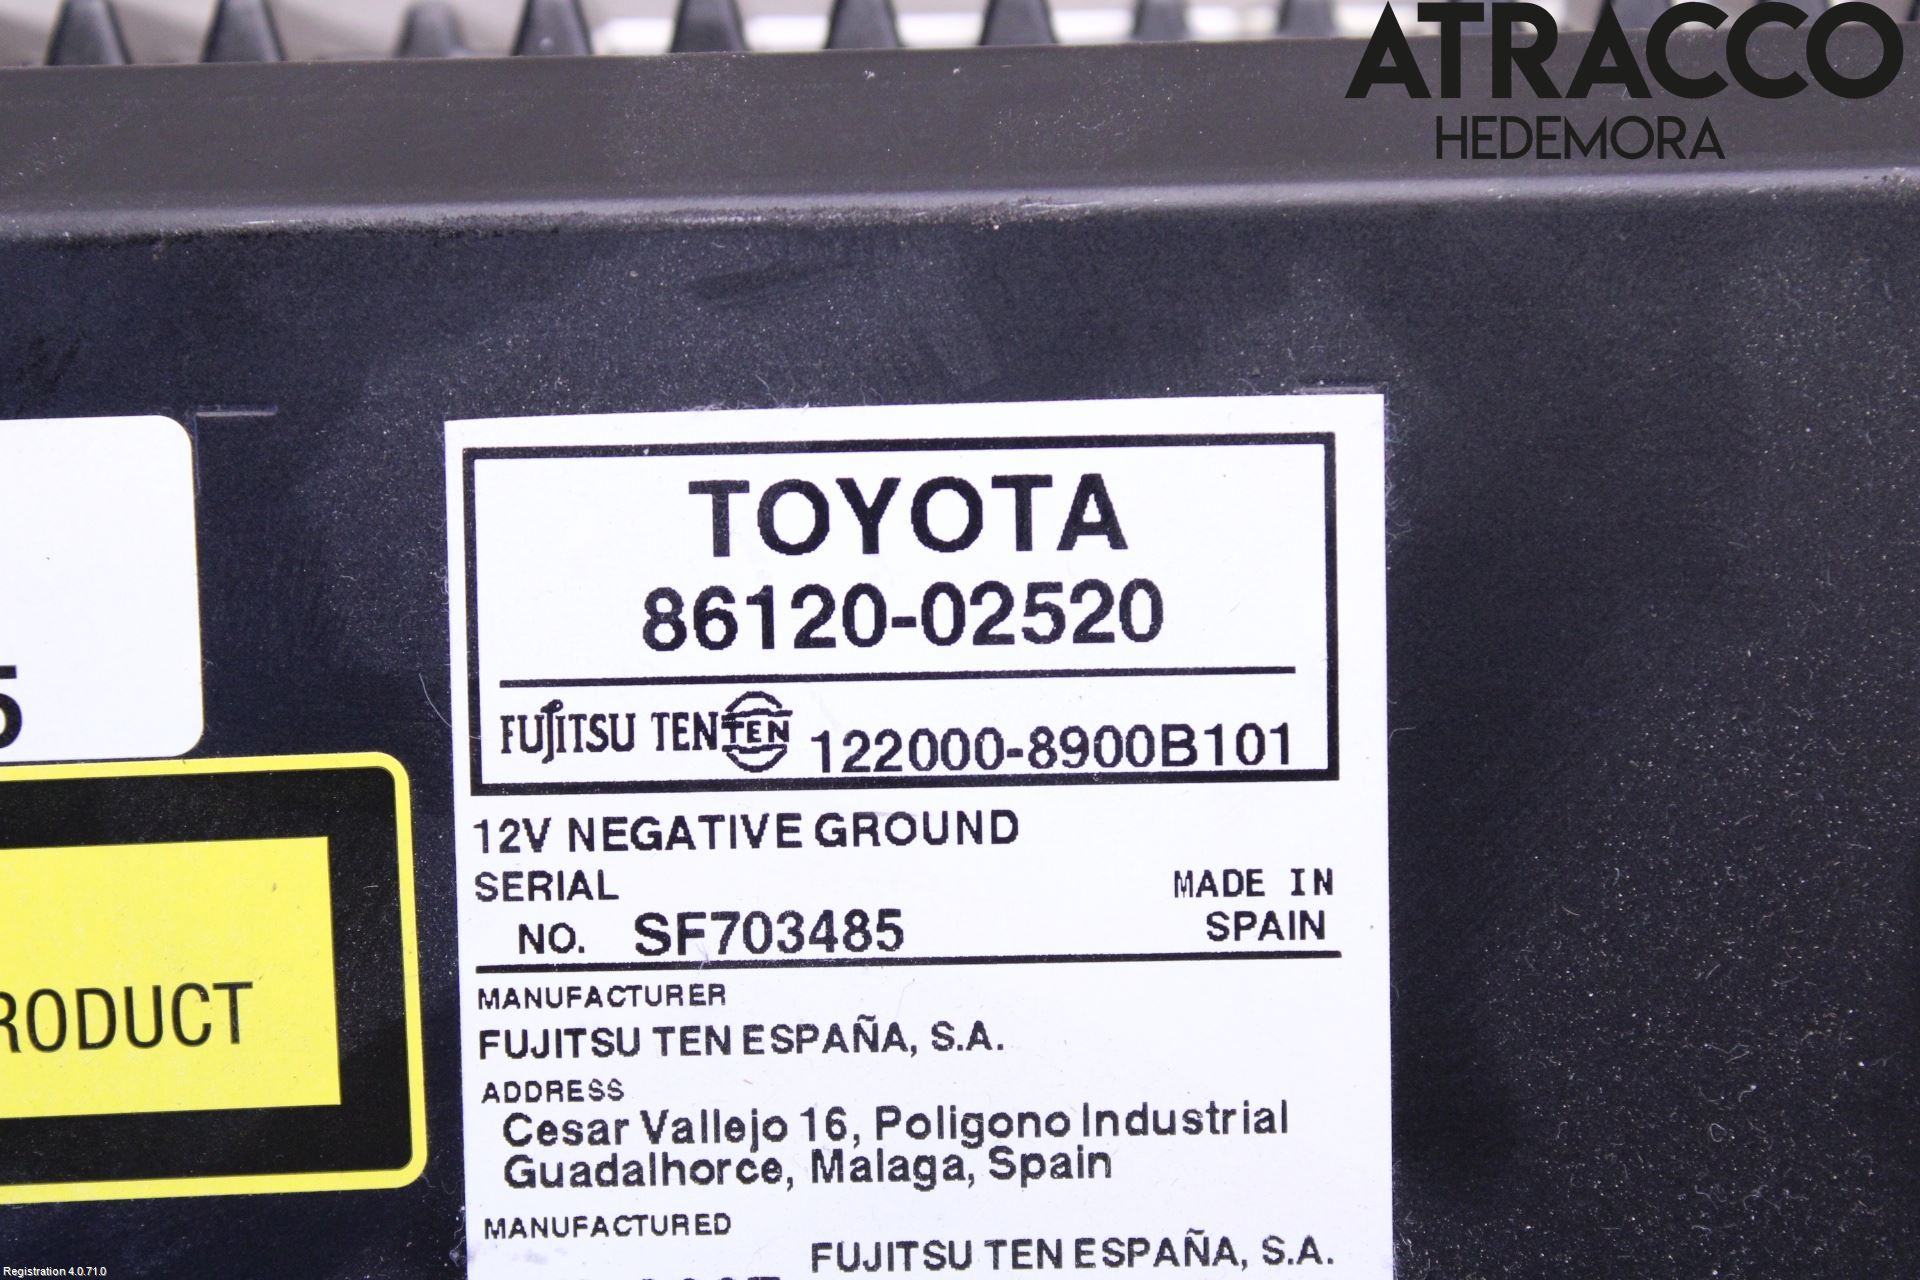 ATRACCO
HEDEMORA
TOYOTA
86120-02520
FUJITSU TEN TEN 122000-8900B101
12V NEGATIVE GROUND
SERIAL
NO. SF703485
MADE IN
SPAIN
MANUFACTURER
FUJITSU TEN ESPAÑA, S.A.
ADDRESS
Cesar Vallejo 16, Poligono Industrial
Guadalhorce, Malaga, Spain
MANUFACTURED
FUJITSU TEN ESPAÑA, S.A.
5
RODUCT
Registration 4.0.71.0